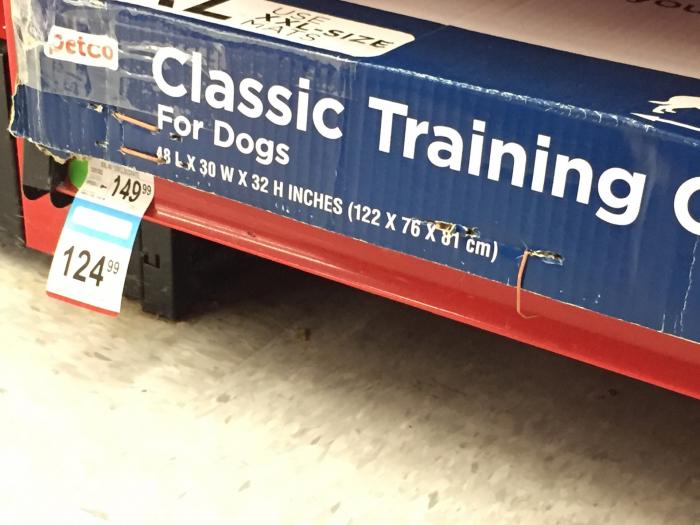 USE
XXL-SIZE
MATS
petco
Classic Training
For Dogs
48 L X 30 W X 32 H INCHES (122 X 76 X 81 cm)
149 99
124 99